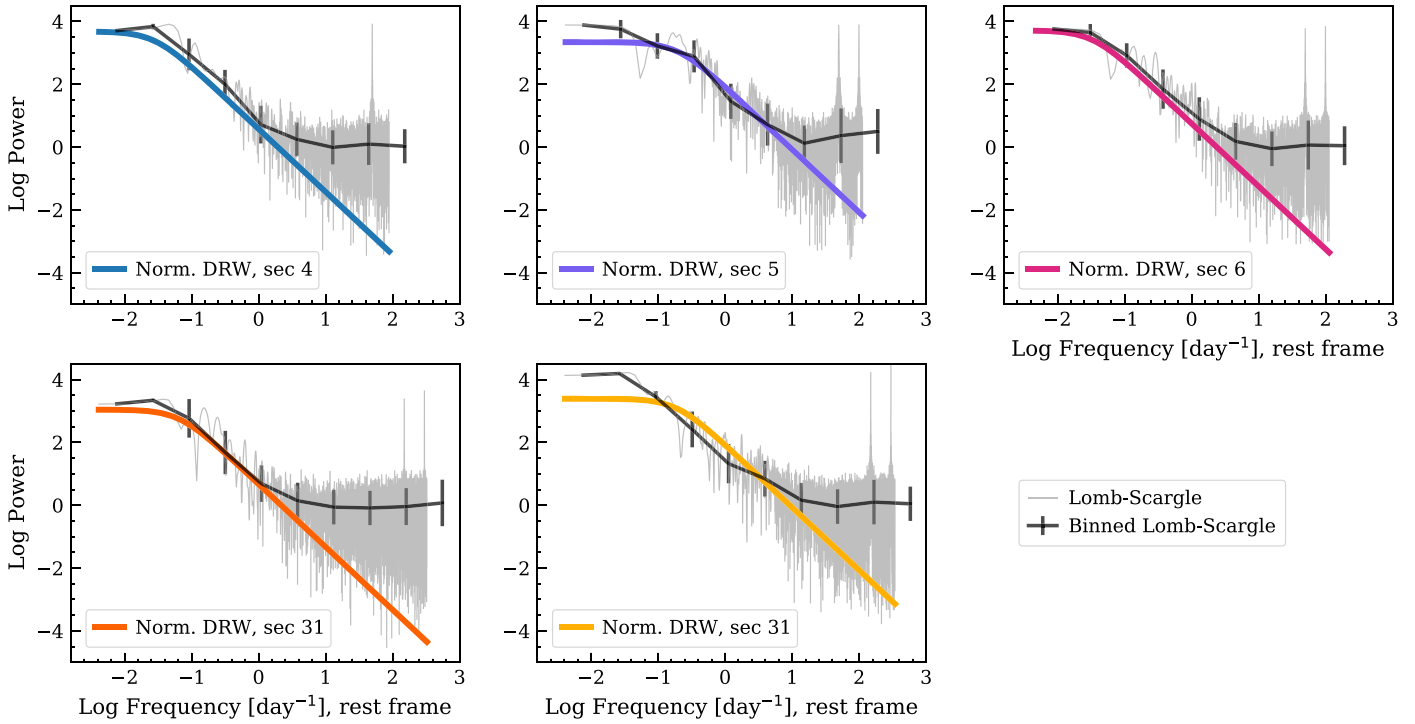 4
2
0
−2
−4
Log Power
−2 −1 0 1 2 3
Norm. DRW, sec 4
4
2
0
−2
−4
−2 −1 0 1 2 3
Norm. DRW, sec 5
4
2
0
−2
−4
−2 −1 0 1 2 3
Norm. DRW, sec 6
Log Frequency [day⁻¹], rest frame
4
2
0
−2
−4
Log Power
−2 −1 0 1 2 3
Norm. DRW, sec 31
Log Frequency [day⁻¹], rest frame
4
2
0
−2
−4
−2 −1 0 1 2 3
Norm. DRW, sec 31
Log Frequency [day⁻¹], rest frame
Lomb-Scargle
Binned Lomb-Scargle